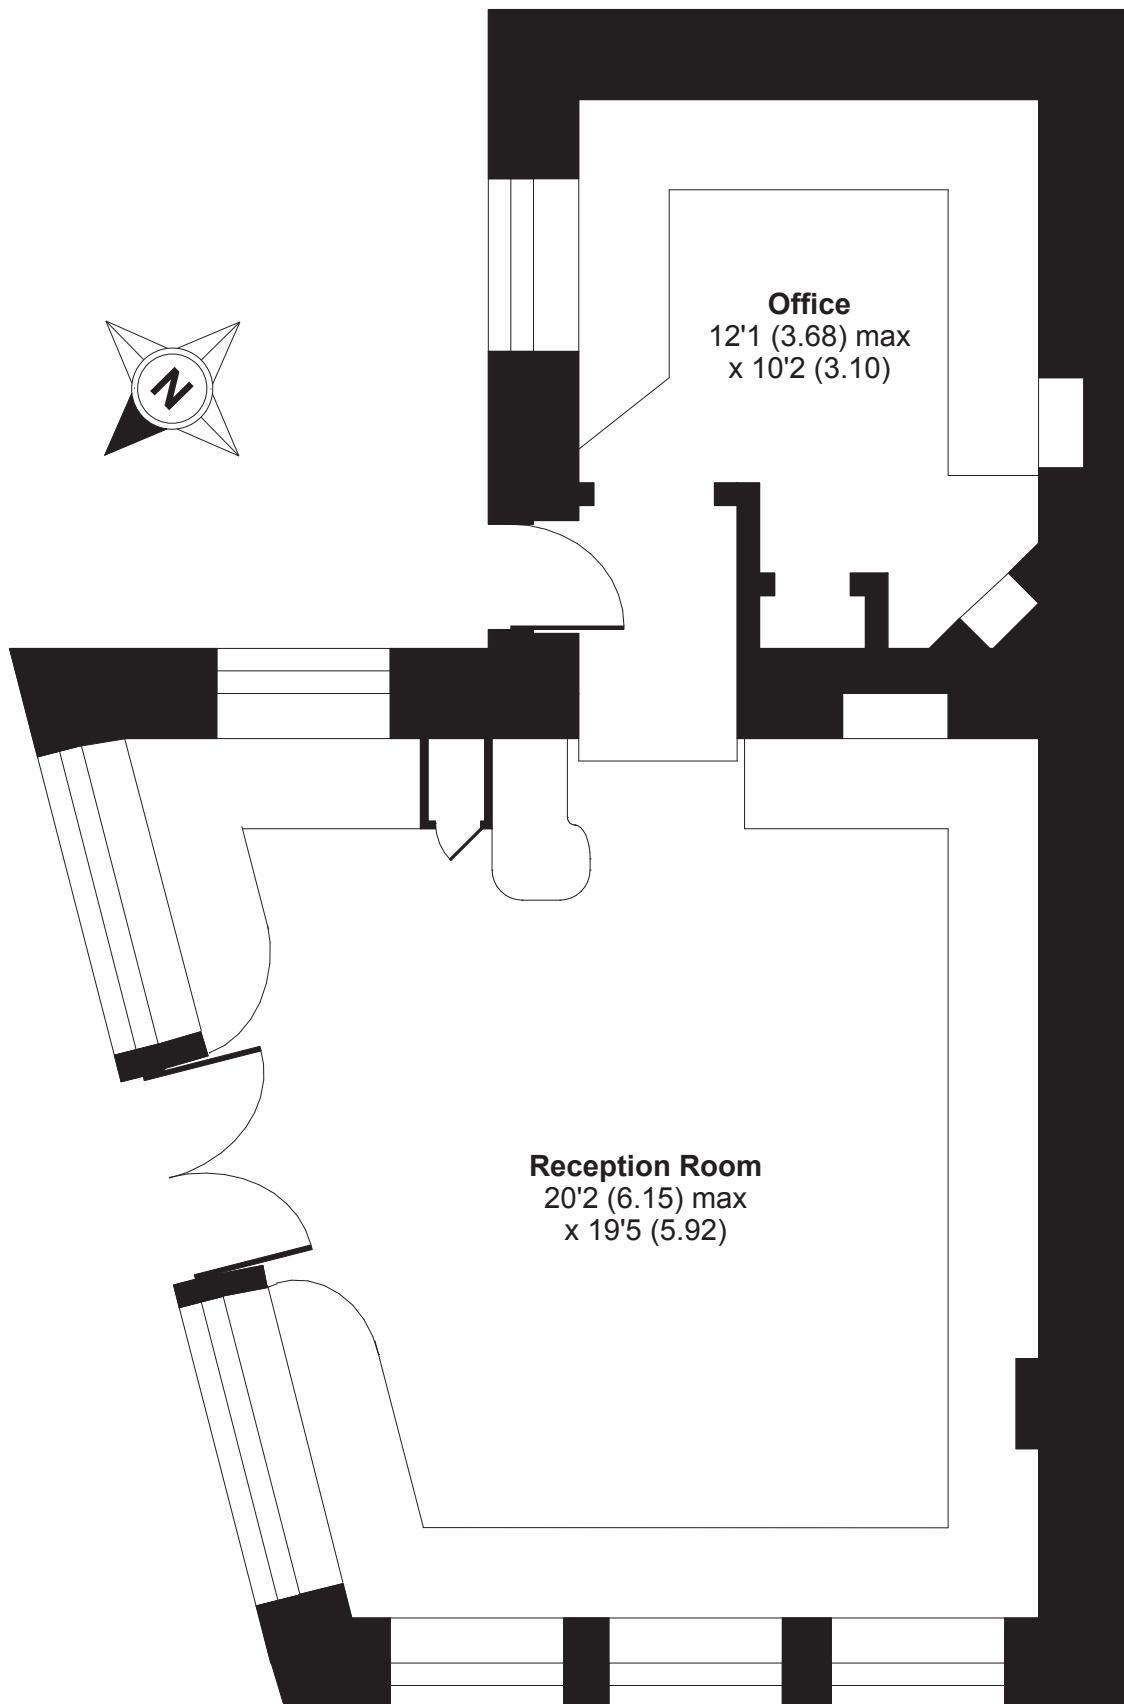 Office
12'1 (3.68) max
x 10'2 (3.10)
N
Reception Room
20'2 (6.15) max
x 19'5 (5.92)